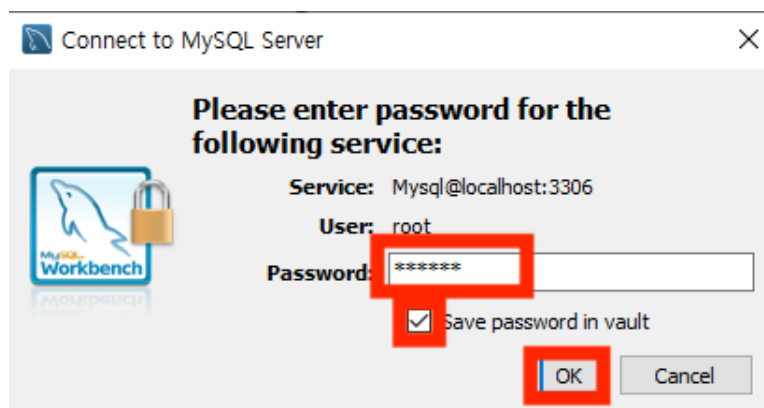 Connect to MySQL Server
Please enter password for the
following service:
Service: Mysql@localhost:3306
User: root
Password: ******
Save password in vault
OK Cancel
MySQL
Workbench